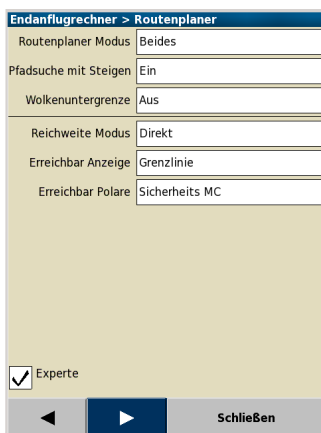 Endanflugrechner > Routenplaner
Routenplaner Modus Beides
Pfadsuche mit Steigen Ein
Wolkenuntergrenze Aus
Reichweite Modus Direkt
Erreichbar Anzeige Grenzlinie
Erreichbar Polare Sicherheits MC
Experte
Schließen